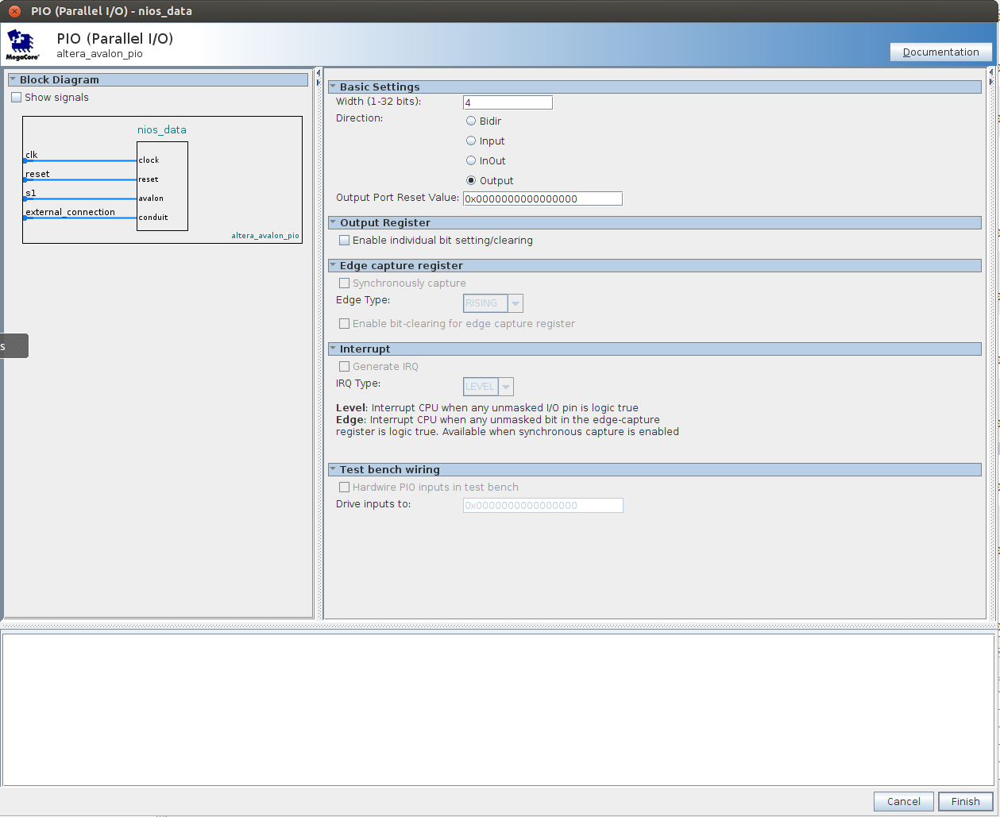 PIO (Parallel I/O) - nios_data
MegaCore
PIO (Parallel I/O)
altera_avalon_pio
Documentation
Block Diagram
Show signals
nios_data
clk
clock
reset
reset
s1
avalon
external_connection
conduit
altera_avalon_pio
s
Basic Settings
Width (1-32 bits): 4
Direction:
Bidir
Input
InOut
Output
Output Port Reset Value: 0x0000000000000000
Output Register
Enable individual bit setting/clearing
Edge capture register
Synchronously capture
Edge Type: RISING
Enable bit-clearing for edge capture register
Interrupt
Generate IRQ
IRQ Type: LEVEL
Level: Interrupt CPU when any unmasked I/O pin is logic true
Edge: Interrupt CPU when any unmasked bit in the edge-capture
register is logic true. Available when synchronous capture is enabled
Test bench wiring
Hardwire PIO inputs in test bench
Drive inputs to: 0x0000000000000000
Cancel
Finish